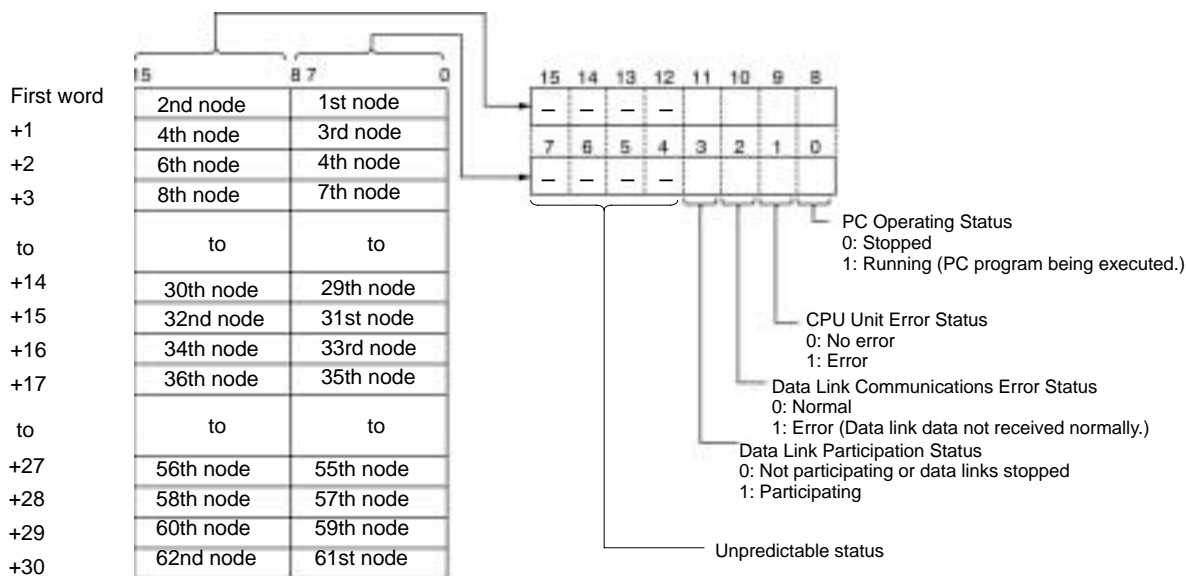 15 8 7 0
First word 2nd node 1st node
+1 4th node 3rd node
+2 6th node 4th node
+3 8th node 7th node
to to to
+14 30th node 29th node
+15 32nd node 31st node
+16 34th node 33rd node
+17 36th node 35th node
to to to
+27 56th node 55th node
+28 58th node 57th node
+29 60th node 59th node
+30 62nd node 61st node
15 14 13 12 11 10 9 8
– – – –
7 6 5 4 3 2 1 0
– – – –
PC Operating Status
0: Stopped
1: Running (PC program being executed.)
CPU Unit Error Status
0: No error
1: Error
Data Link Communications Error Status
0: Normal
1: Error (Data link data not received normally.)
Data Link Participation Status
0: Not participating or data links stopped
1: Participating
Unpredictable status